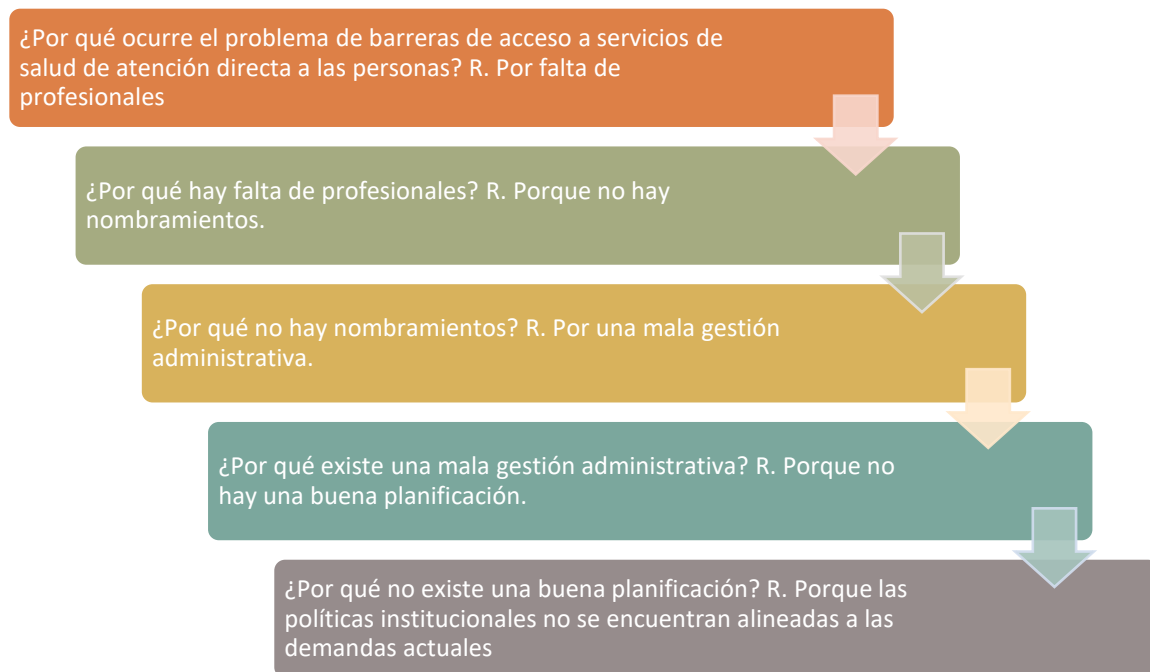 ¿Por qué ocurre el problema de barreras de acceso a servicios de
salud de atención directa a las personas? R. Por falta de
profesionales
¿Por qué hay falta de profesionales? R. Porque no hay
nombramientos.
¿Por qué no hay nombramientos? R. Por una mala gestión
administrativa.
¿Por qué existe una mala gestión administrativa? R. Porque no
hay una buena planificación.
¿Por qué no existe una buena planificación? R. Porque las
políticas institucionales no se encuentran alineadas a las
demandas actuales